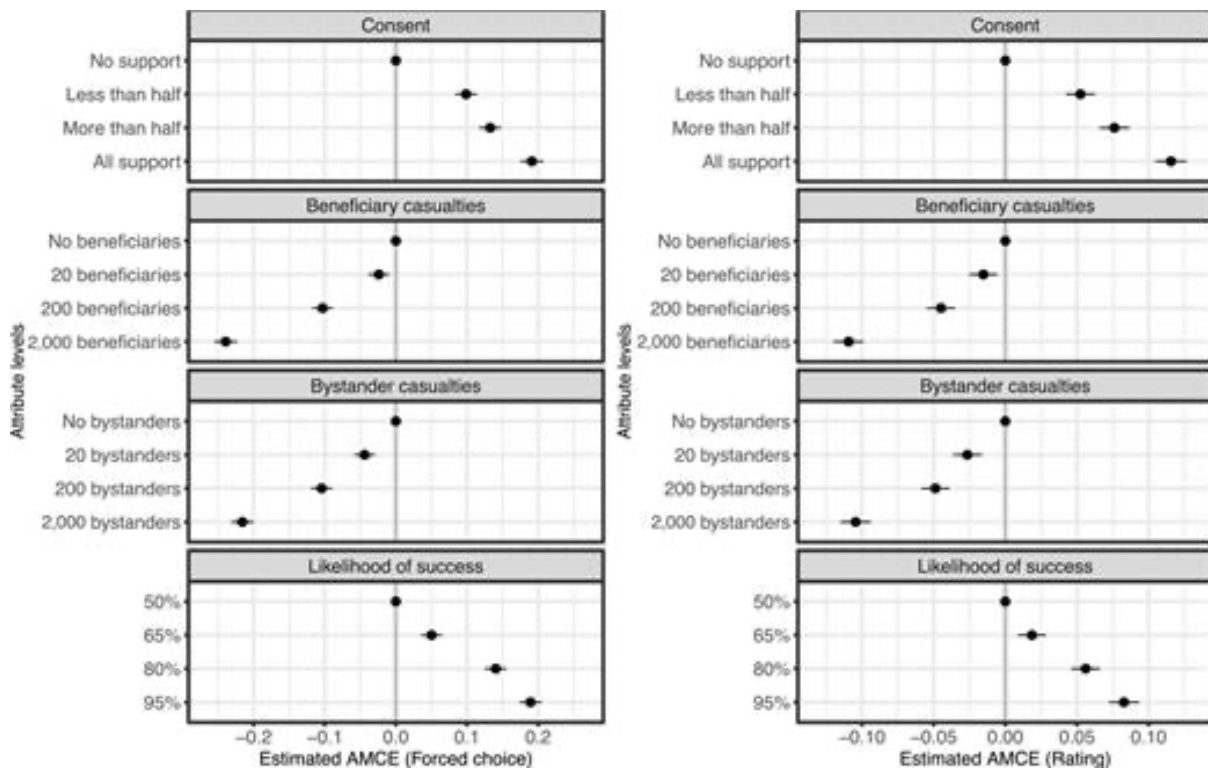 Consent
No support
Less than half
More than half
All support
Beneficiary casualties
No beneficiaries
20 beneficiaries
200 beneficiaries
2,000 beneficiaries
Bystander casualties
No bystanders
20 bystanders
200 bystanders
2,000 bystanders
Likelihood of success
50%
65%
80%
95%
Attribute levels
−0.2 −0.1 0.0 0.1 0.2
Estimated AMCE (Forced choice)
Consent
No support
Less than half
More than half
All support
Beneficiary casualties
No beneficiaries
20 beneficiaries
200 beneficiaries
2,000 beneficiaries
Bystander casualties
No bystanders
20 bystanders
200 bystanders
2,000 bystanders
Likelihood of success
50%
65%
80%
95%
Attribute levels
−0.10 −0.05 0.00 0.05 0.10
Estimated AMCE (Rating)